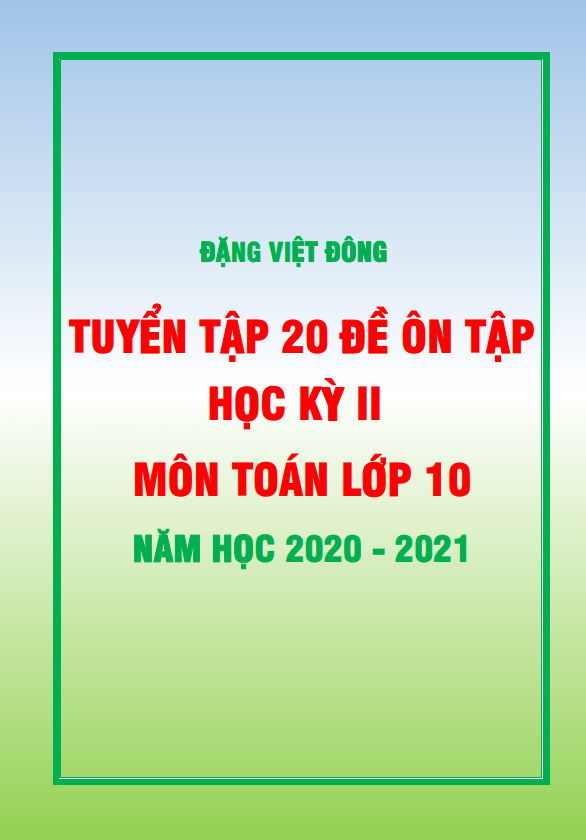 ĐẶNG VIỆT ĐÔNG
TUYỂN TẬP 20 ĐỀ ÔN TẬP
HỌC KỲ II
MÔN TOÁN LỚP 10
NĂM HỌC 2020 - 2021